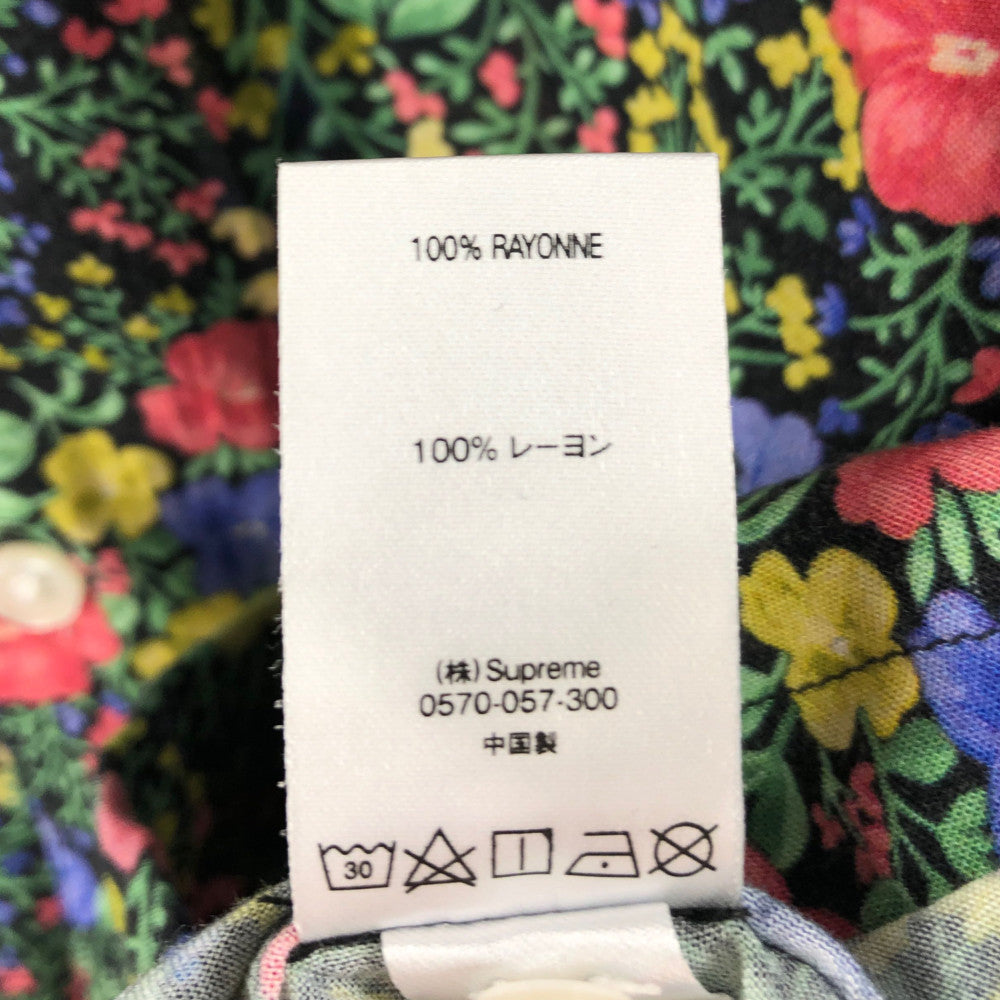 100% RAYONNE
100% レーヨン
(株) Supreme
0570-057-300
中国製
30